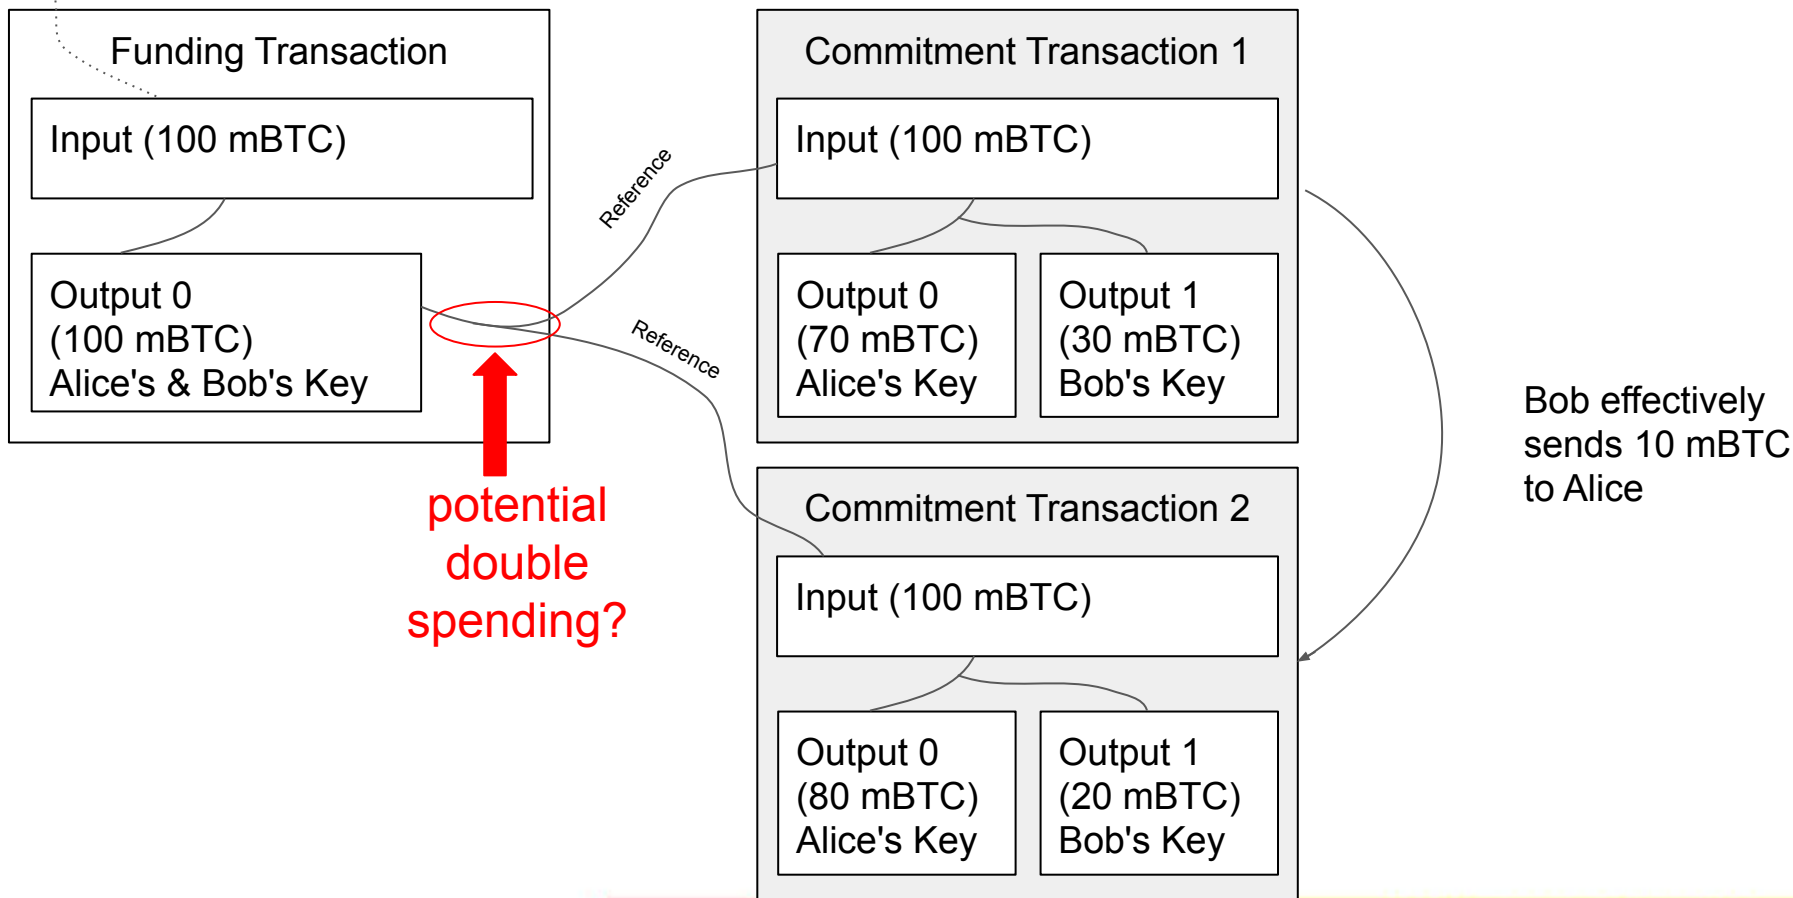 Funding Transaction
Input (100 mBTC)
Output 0
(100 mBTC)
Alice's & Bob's Key
Reference
Reference
potential
double
spending?
Commitment Transaction 1
Input (100 mBTC)
Output 0
(70 mBTC)
Alice's Key
Output 1
(30 mBTC)
Bob's Key
Commitment Transaction 2
Input (100 mBTC)
Output 0
(80 mBTC)
Alice's Key
Output 1
(20 mBTC)
Bob's Key
Bob effectively
sends 10 mBTC
to Alice